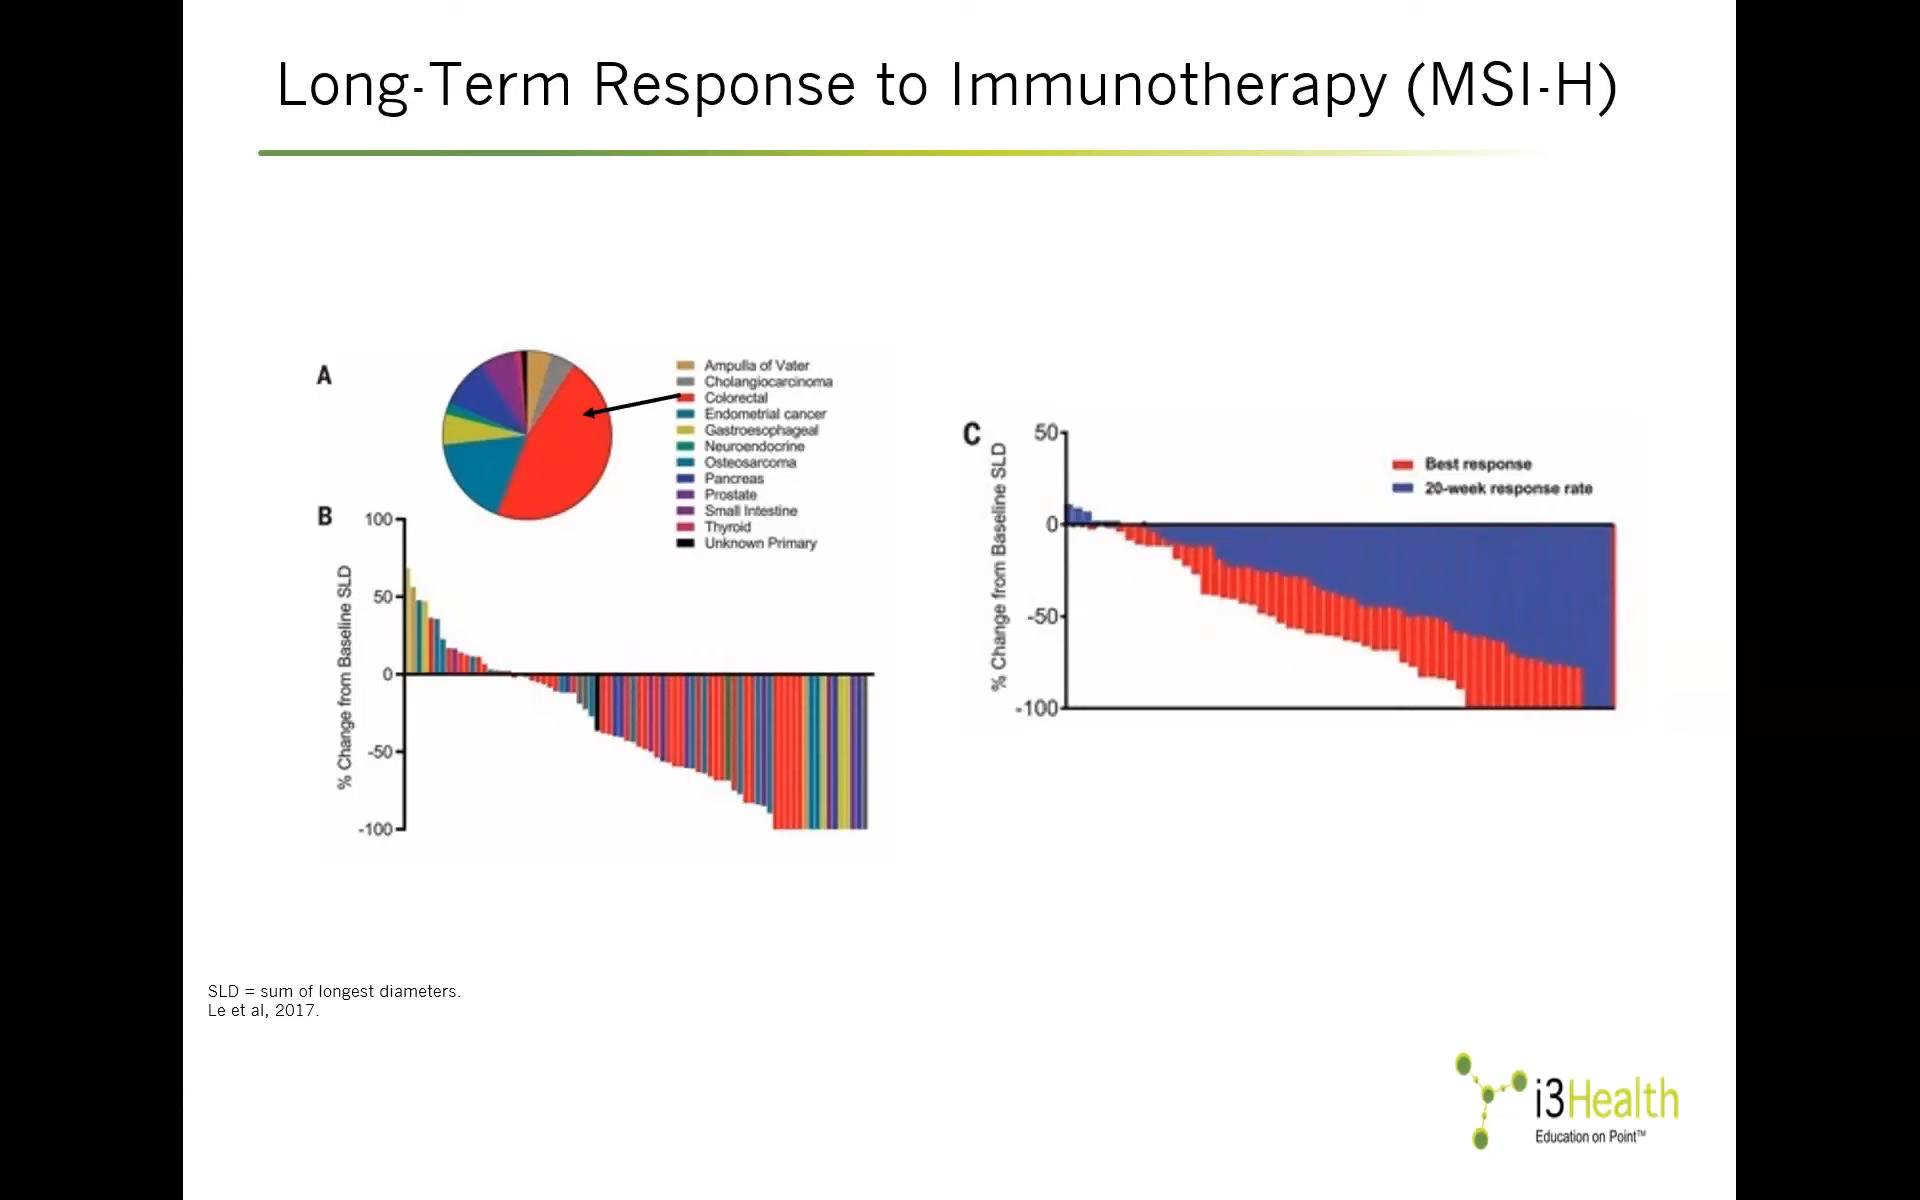 Long-Term Response to Immunotherapy (MSI-H)
A
Ampulla of Vater
Cholangiocarcinoma
Colorectal
Endometrial cancer
Gastroesophageal
Neuroendocrine
Osteosarcoma
Pancreas
Prostate
Small Intestine
Thyroid
Unknown Primary
B
% Change from Baseline SLD
100
50
0
-50
-100
C
% Change from Baseline SLD
50
0
-50
-100
Best response
20-week response rate
SLD = sum of longest diameters.
Le et al, 2017.
i3Health
Education on Point™